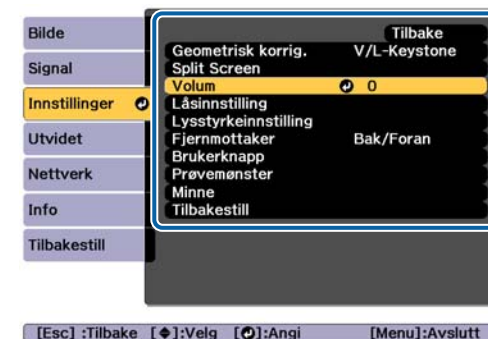 Bilde
Signal
Innstillinger
Utvidet
Nettverk
Info
Tilbakestill
Tilbake
Geometrisk korrig. V/L-Keystone
Split Screen
Volum 0
Låsinnstilling
Lysstyrkeinnstilling
Fjernmottaker Bak/Foran
Brukerknapp
Prøvemønster
Minne
Tilbakestill
[Esc] :Tilbake [◆]:Velg [↵]:Angi [Menu]:Avslutt